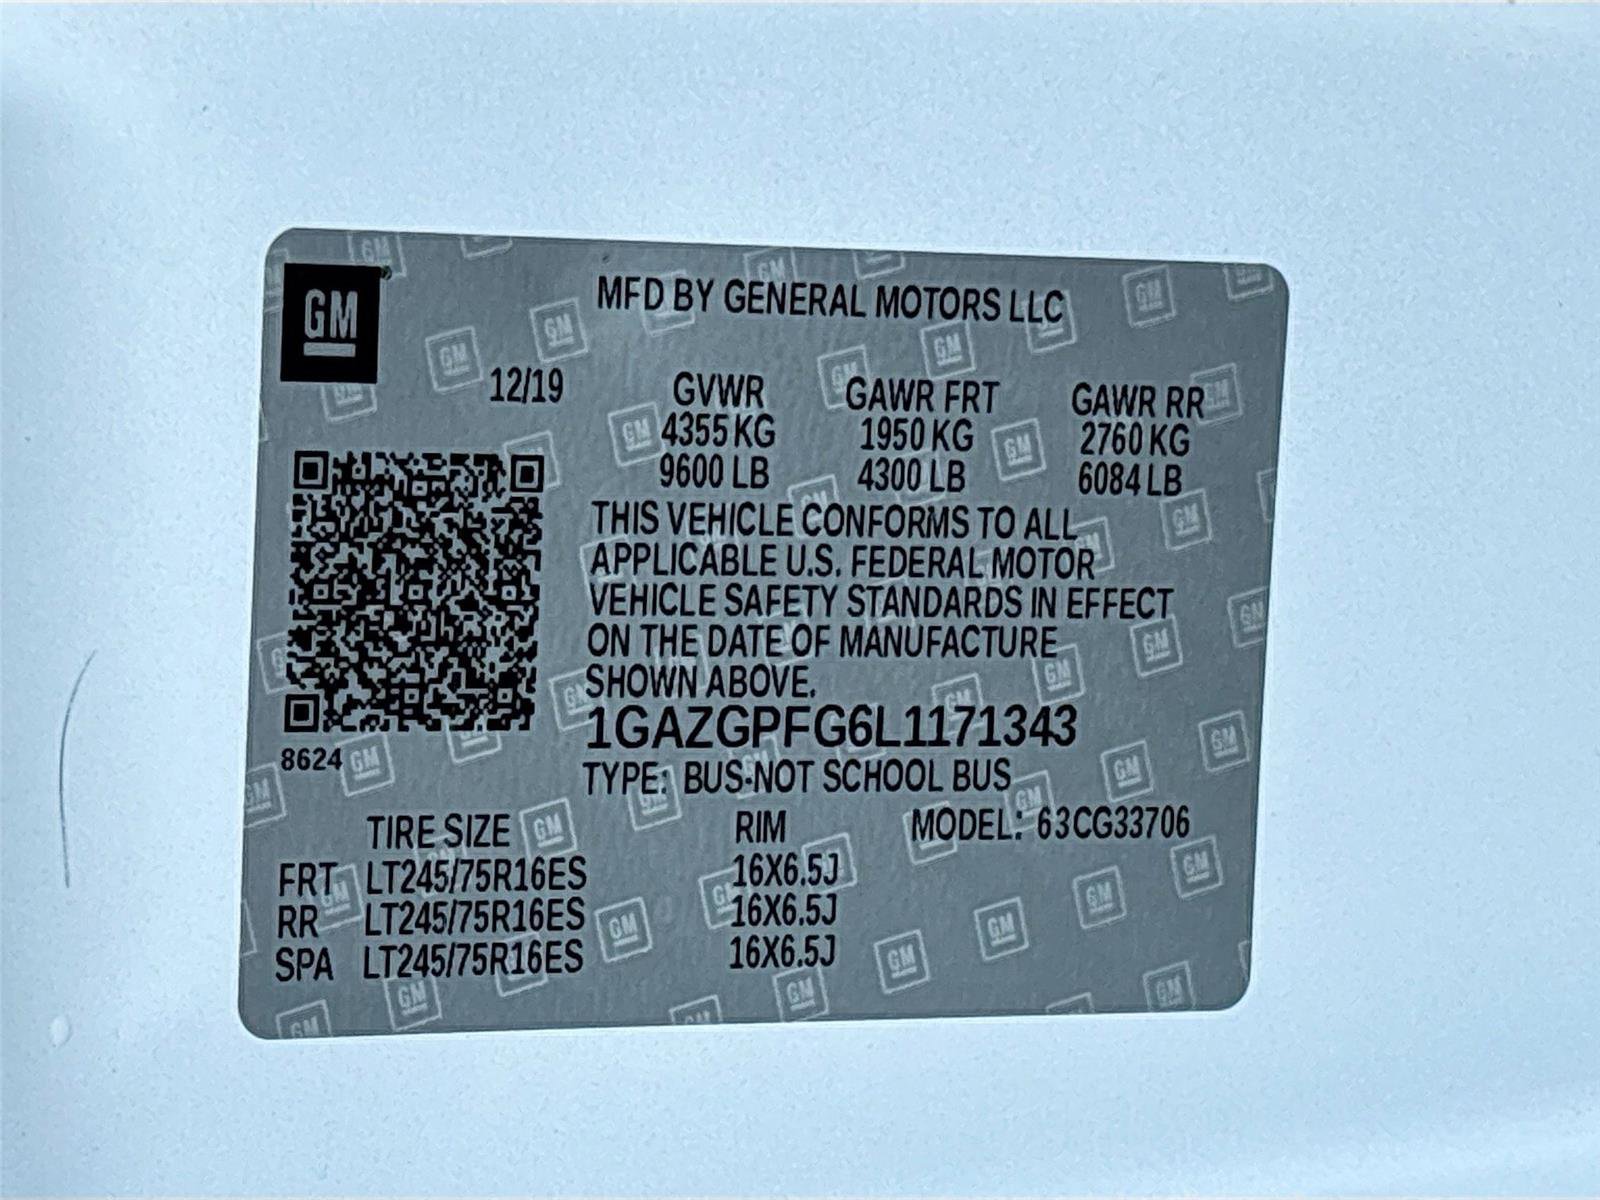 GM
MFD BY GENERAL MOTORS LLC
12/19 GVWR GAWR FRT GAWR RR
4355 KG 1950 KG 2760 KG
9600 LB 4300 LB 6084 LB
THIS VEHICLE CONFORMS TO ALL
APPLICABLE U.S. FEDERAL MOTOR
VEHICLE SAFETY STANDARDS IN EFFECT
ON THE DATE OF MANUFACTURE
SHOWN ABOVE.
1GAZGPFG6L1171343
8624
TYPE: BUS-NOT SCHOOL BUS
TIRE SIZE RIM MODEL: 63CG33706
FRT LT245/75R16ES 16X6.5J
RR LT245/75R16ES 16X6.5J
SPA LT245/75R16ES 16X6.5J